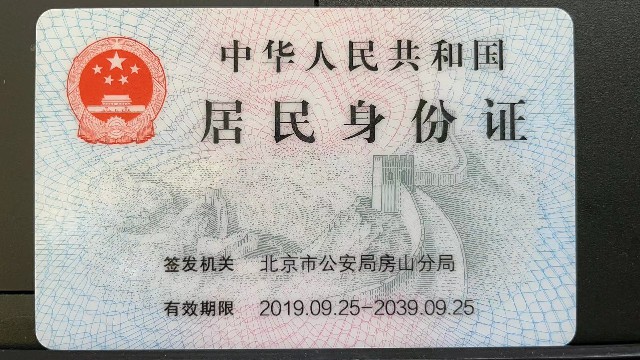 中华人民共和国
居民身份证
签发机关 北京市公安局房山分局
有效期限 2019.09.25-2039.09.25